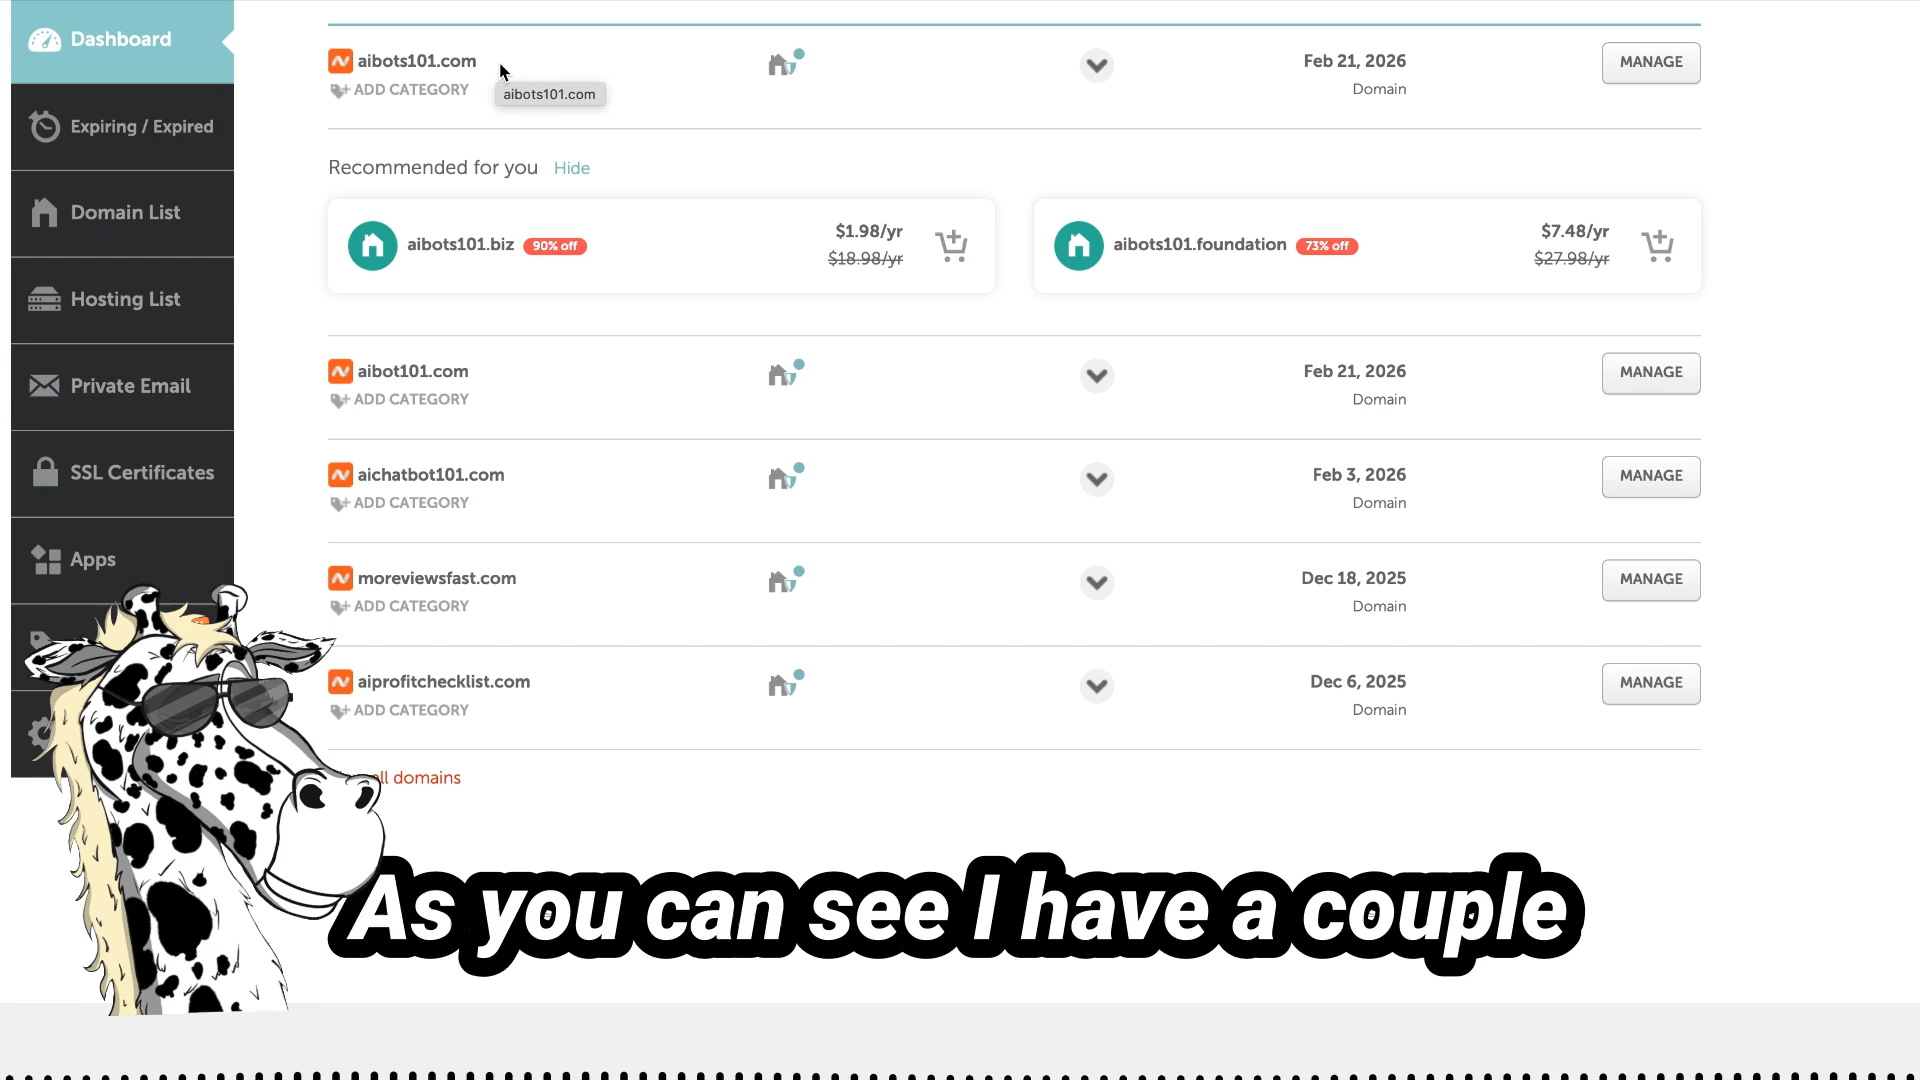 Dashboard
Expiring / Expired
Domain List
Hosting List
Private Email
SSL Certificates
Apps
aibots101.com
ADD CATEGORY
aibots101.com
Feb 21, 2026
Domain
MANAGE
Recommended for you Hide
aibots101.biz 90% off
$1.98/yr
$18.98/yr
aibots101.foundation 73% off
$7.48/yr
$27.98/yr
aibot101.com
ADD CATEGORY
Feb 21, 2026
Domain
MANAGE
aichatbot101.com
ADD CATEGORY
Feb 3, 2026
Domain
MANAGE
moreviewsfast.com
ADD CATEGORY
Dec 18, 2025
Domain
MANAGE
aiprofitchecklist.com
ADD CATEGORY
Dec 6, 2025
Domain
MANAGE
all domains
As you can see I have a couple